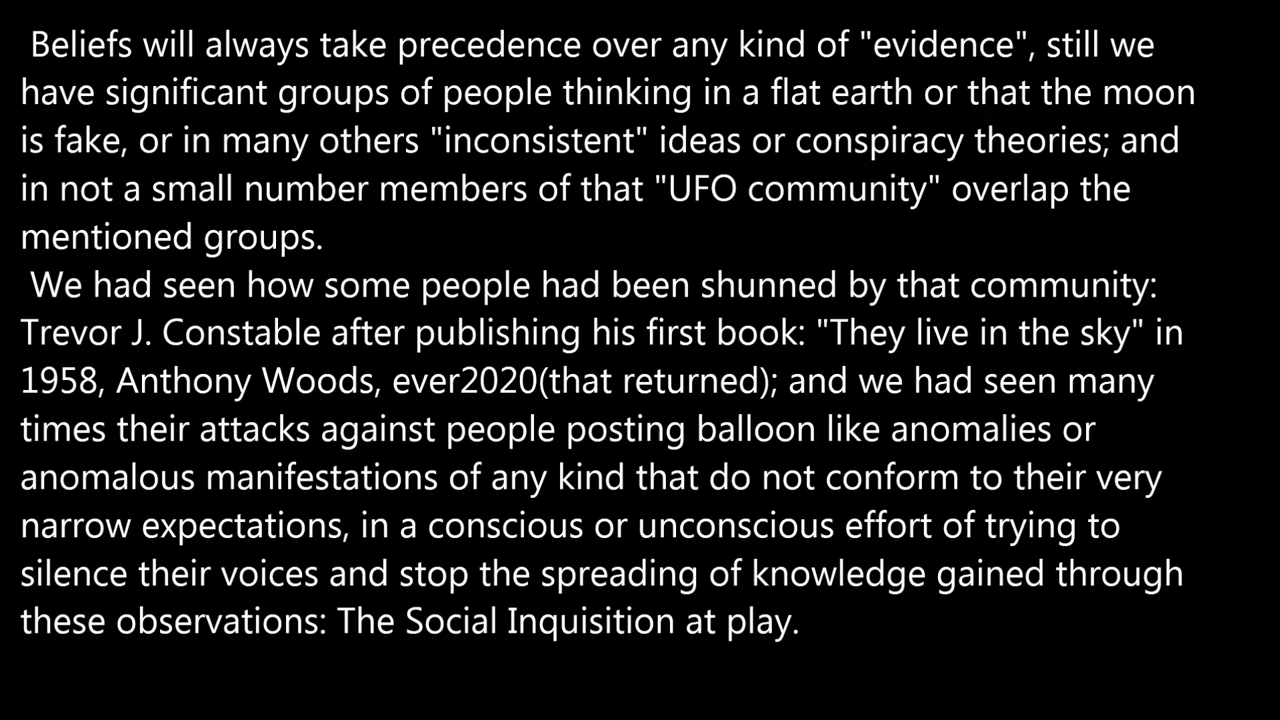 Beliefs will always take precedence over any kind of "evidence", still we
have significant groups of people thinking in a flat earth or that the moon
is fake, or in many others "inconsistent" ideas or conspiracy theories; and
in not a small number members of that "UFO community" overlap the
mentioned groups.
We had seen how some people had been shunned by that community:
Trevor J. Constable after publishing his first book: "They live in the sky" in
1958, Anthony Woods, ever2020(that returned); and we had seen many
times their attacks against people posting balloon like anomalies or
anomalous manifestations of any kind that do not conform to their very
narrow expectations, in a conscious or unconscious effort of trying to
silence their voices and stop the spreading of knowledge gained through
these observations: The Social Inquisition at play.